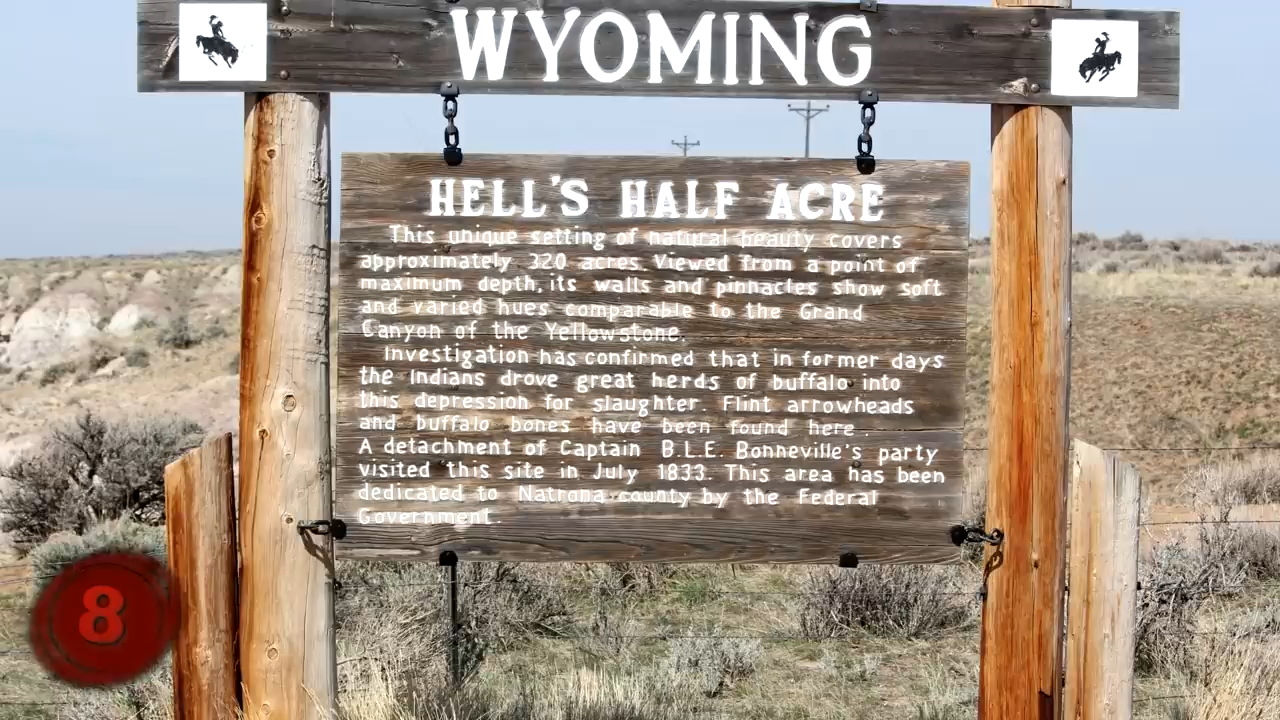 WYOMING
HELL'S HALF ACRE
This unique setting of natural beauty covers
approximately 320 acres. Viewed from a point of
maximum depth, its walls and pinnacles show soft
and varied hues comparable to the Grand
Canyon of the Yellowstone.
Investigation has confirmed that in former days
the Indians drove great herds of buffalo into
this depression for slaughter. Flint arrowheads
and buffalo bones have been found here.
A detachment of Captain B.L.E. Bonneville's party
visited this site in July 1833. This area has been
dedicated to Natrona county by the Federal
Government.
8